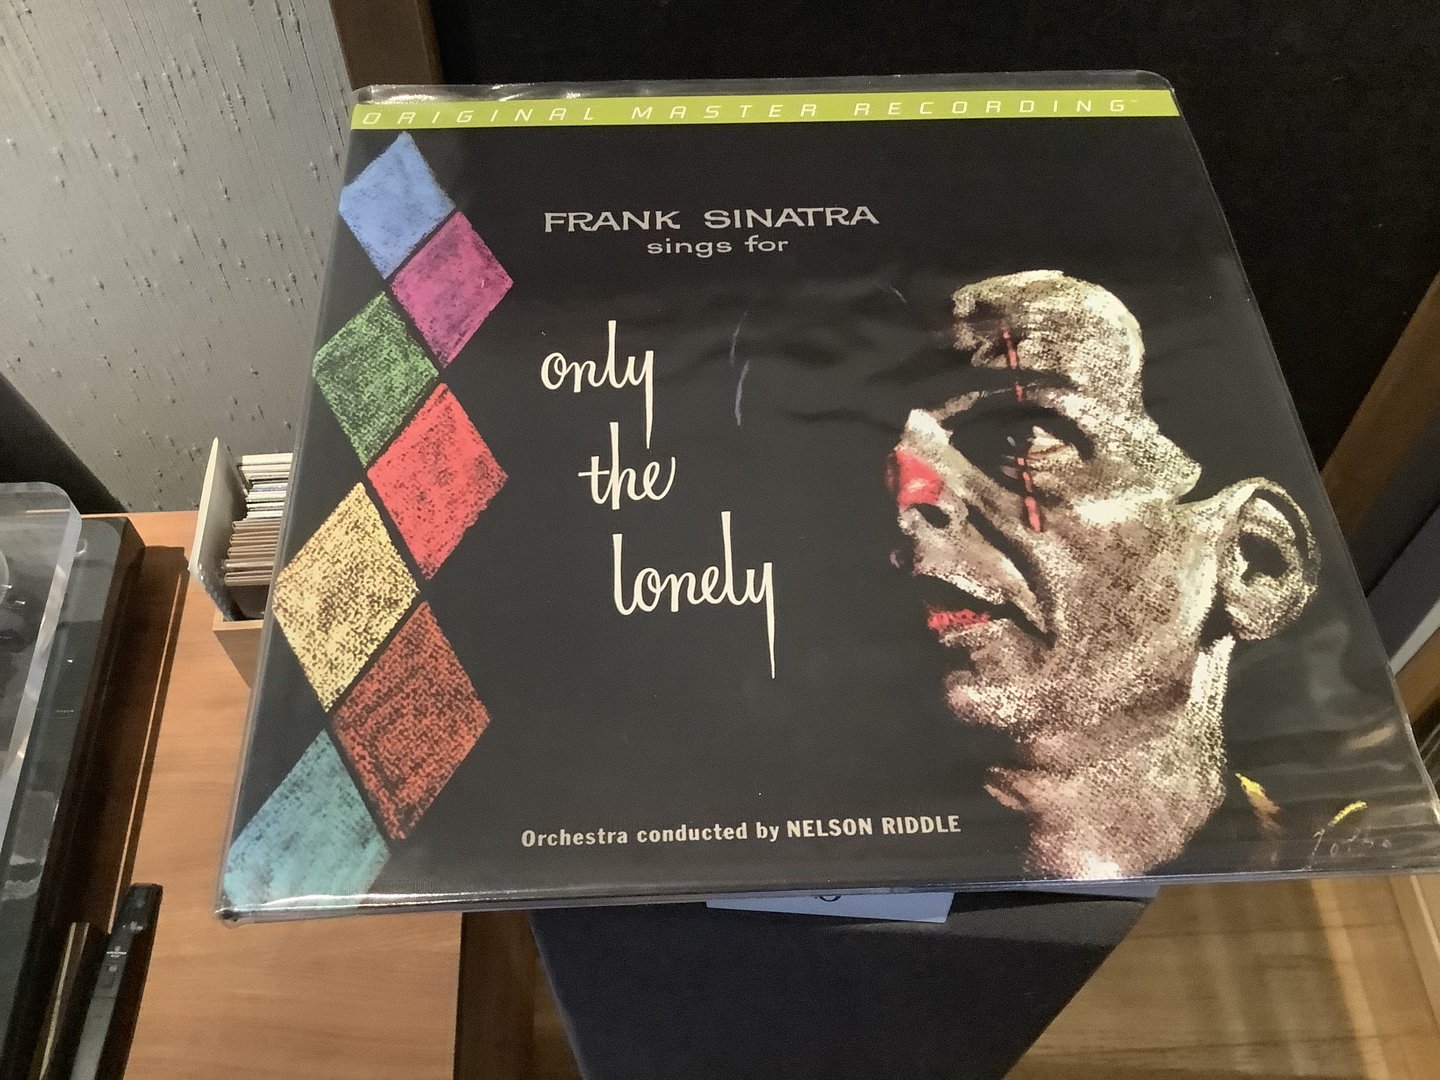 ORIGINAL MASTER RECORDING™
FRANK SINATRA
sings for
only
the
lonely
Orchestra conducted by NELSON RIDDLE